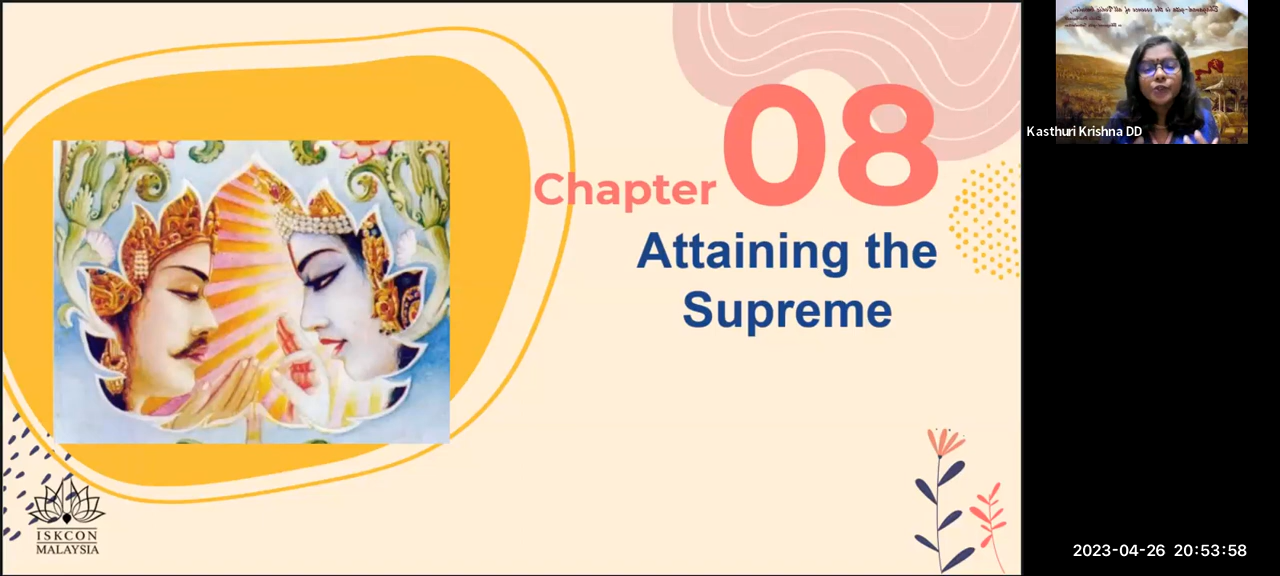 Chapter 08
Attaining the
Supreme
ISKCON
MALAYSIA
Kasthuri Krishna DD
2023-04-26 20:53:58